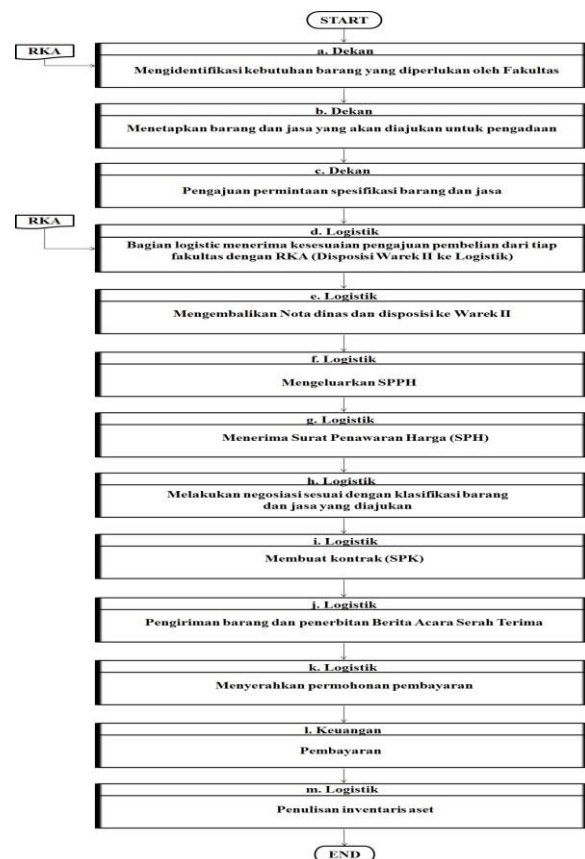 START
RKA
a. Dekan
Mengidentifikasi kebutuhan barang yang diperlukan oleh Fakultas
b. Dekan
Menetapkan barang dan jasa yang akan diajukan untuk pengadaan
c. Dekan
Pengajuan permintaan spesifikasi barang dan jasa
RKA
d. Logistik
Bagian logistic menerima kesesuaian pengajuan pembelian dari tiap
fakultas dengan RKA (Disposisi Warek II ke Logistik)
e. Logistik
Mengembalikan Nota dinas dan disposisi ke Warek II
f. Logistik
Mengeluarkan SPPH
g. Logistik
Menerima Surat Penawaran Harga (SPH)
h. Logistik
Melakukan negosiasi sesuai dengan klasifikasi barang
dan jasa yang diajukan
i. Logistik
Membuat kontrak (SPK)
j. Logistik
Pengiriman barang dan penerbitan Berita Acara Serah Terima
k. Logistik
Menyerahkan permohonan pembayaran
l. Keuangan
Pembayaran
m. Logistik
Penulisan inventaris aset
END